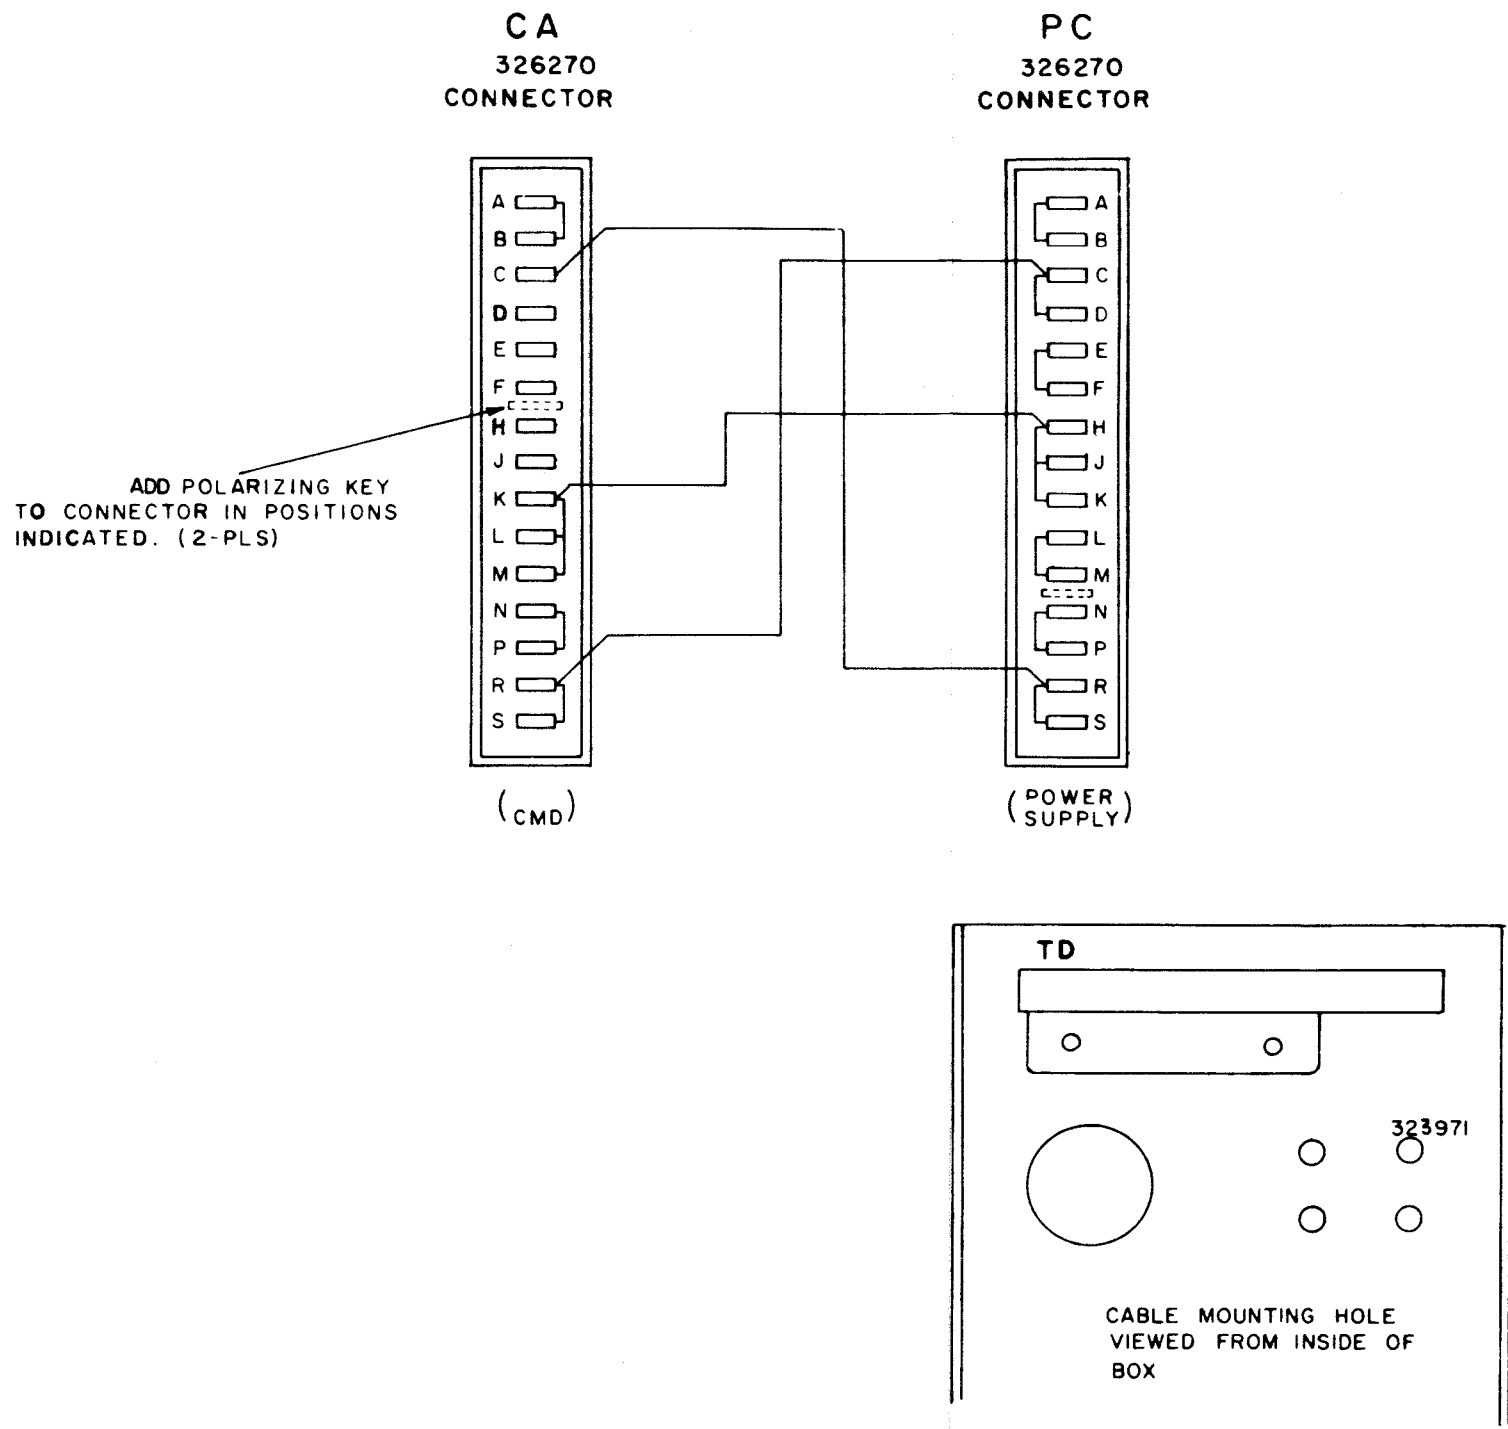 CA
326270
CONNECTOR
PC
326270
CONNECTOR
A
B
C
D
E
F
H
J
K
L
M
N
P
R
S
A
B
C
D
E
F
H
J
K
L
M
N
P
R
S
ADD POLARIZING KEY
TO CONNECTOR IN POSITIONS
INDICATED. (2-PLS)
(CMD)
(POWER
SUPPLY)
TD
323971
CABLE MOUNTING HOLE
VIEWED FROM INSIDE OF
BOX